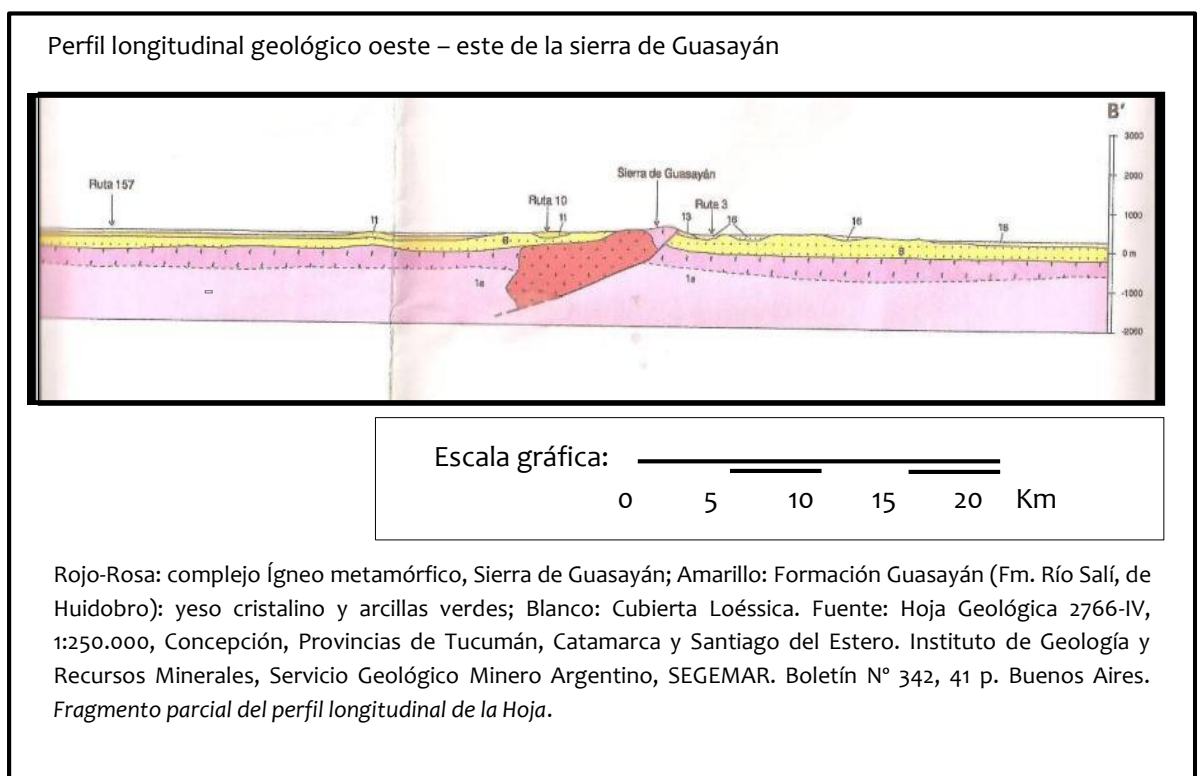 Perfil longitudinal geológico oeste – este de la sierra de Guasayán
B'
3000
2000
1000
0 m
-1000
-2000
Ruta 157
11
Ruta 10
11
Sierra de Guasayán
13
Ruta 3
16
16
18
8
8
1a
1a
Escala gráfica:
0 5 10 15 20 Km
Rojo-Rosa: complejo Ígneo metamórfico, Sierra de Guasayán; Amarillo: Formación Guasayán (Fm. Río Salí, de
Huidobro): yeso cristalino y arcillas verdes; Blanco: Cubierta Loéssica. Fuente: Hoja Geológica 2766-IV,
1:250.000, Concepción, Provincias de Tucumán, Catamarca y Santiago del Estero. Instituto de Geología y
Recursos Minerales, Servicio Geológico Minero Argentino, SEGEMAR. Boletín Nº 342, 41 p. Buenos Aires.
Fragmento parcial del perfil longitudinal de la Hoja.